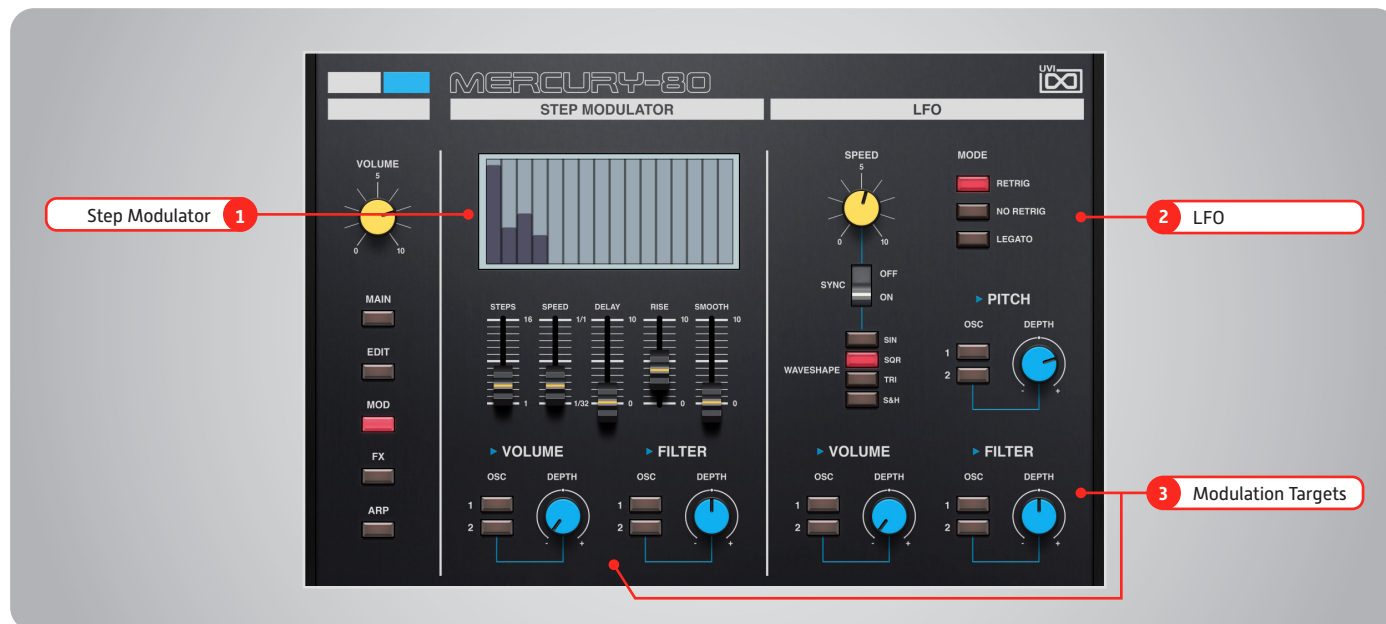 UVI
MERCURY-80
STEP MODULATOR
LFO
VOLUME
5
0 10
MAIN
EDIT
MOD
FX
ARP
Step Modulator 1
STEPS SPEED DELAY RISE SMOOTH
16 1/1 10 10 10
1 1/32 0 0 0
VOLUME
OSC DEPTH
1
2
- +
FILTER
OSC DEPTH
1
2
- +
SPEED
5
0 10
MODE
RETRIG
NO RETRIG
LEGATO
2 LFO
SYNC
OFF
ON
WAVESHAPE
SIN
SQR
TRI
S&H
PITCH
OSC DEPTH
1
2
- +
VOLUME
OSC DEPTH
1
2
- +
FILTER
OSC DEPTH
1
2
- +
3 Modulation Targets